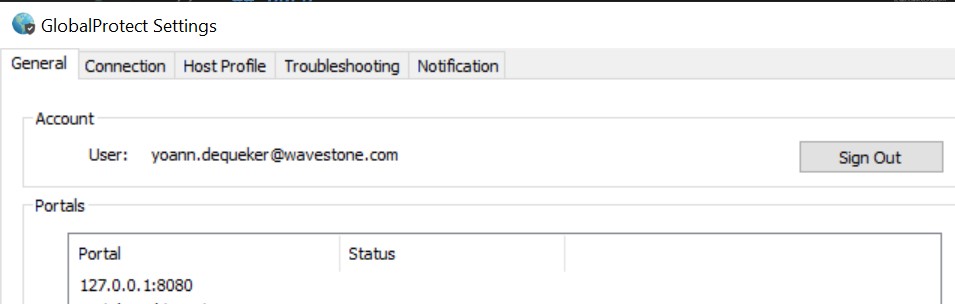 GlobalProtect Settings
General Connection Host Profile Troubleshooting Notification
Account
User: yoann.dequeker@wavestone.com Sign Out
Portals
Portal Status
127.0.0.1:8080